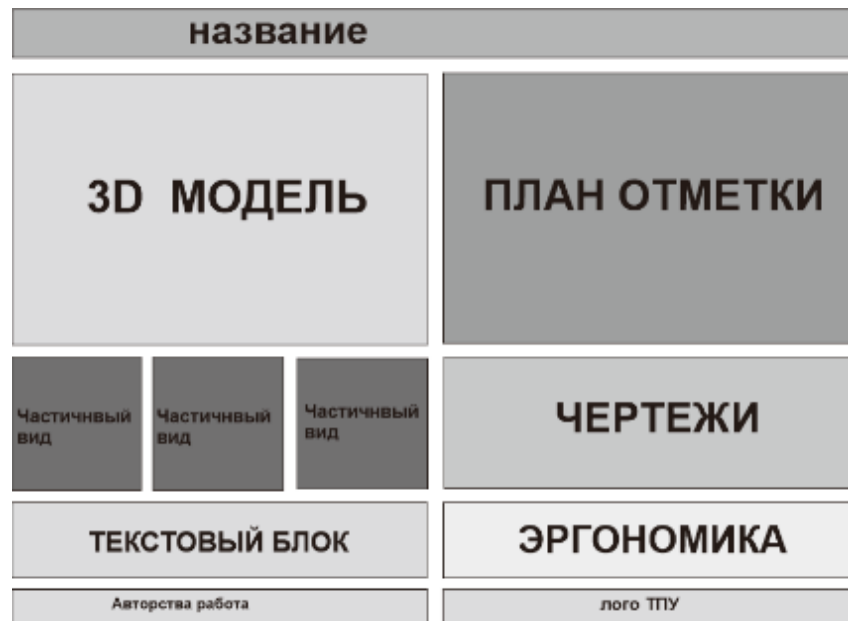 название
3D МОДЕЛЬ
ПЛАН ОТМЕТКИ
Частичнвый
вид
Частичнвый
вид
Частичнвый
вид
ЧЕРТЕЖИ
ТЕКСТОВЫЙ БЛОК
ЭРГОНОМИКА
Авторства работа
лого ТПУ